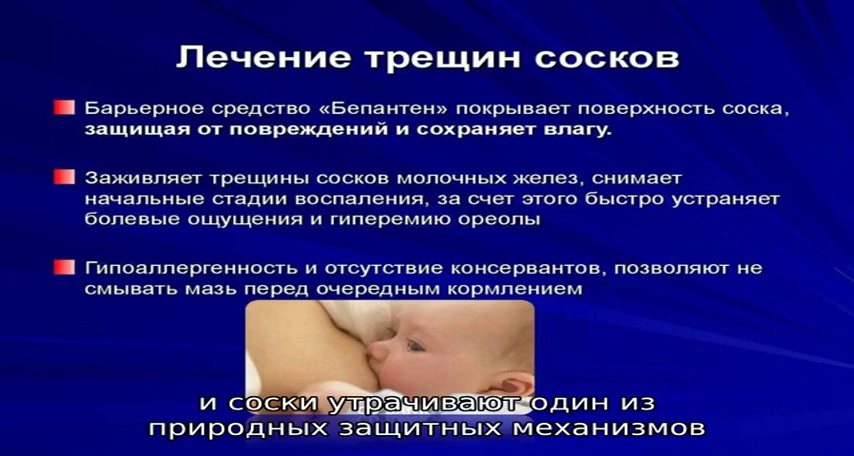 Лечение трещин сосков
Барьерное средство «Бепантен» покрывает поверхность соска,
защищая от повреждений и сохраняет влагу.
Заживляет трещины сосков молочных желез, снимает
начальные стадии воспаления, за счет этого быстро устраняет
болевые ощущения и гиперемию ореолы
Гипоаллергенность и отсутствие консервантов, позволяют не
смывать мазь перед очередным кормлением
и соски утрачивают один из
природных защитных механизмов